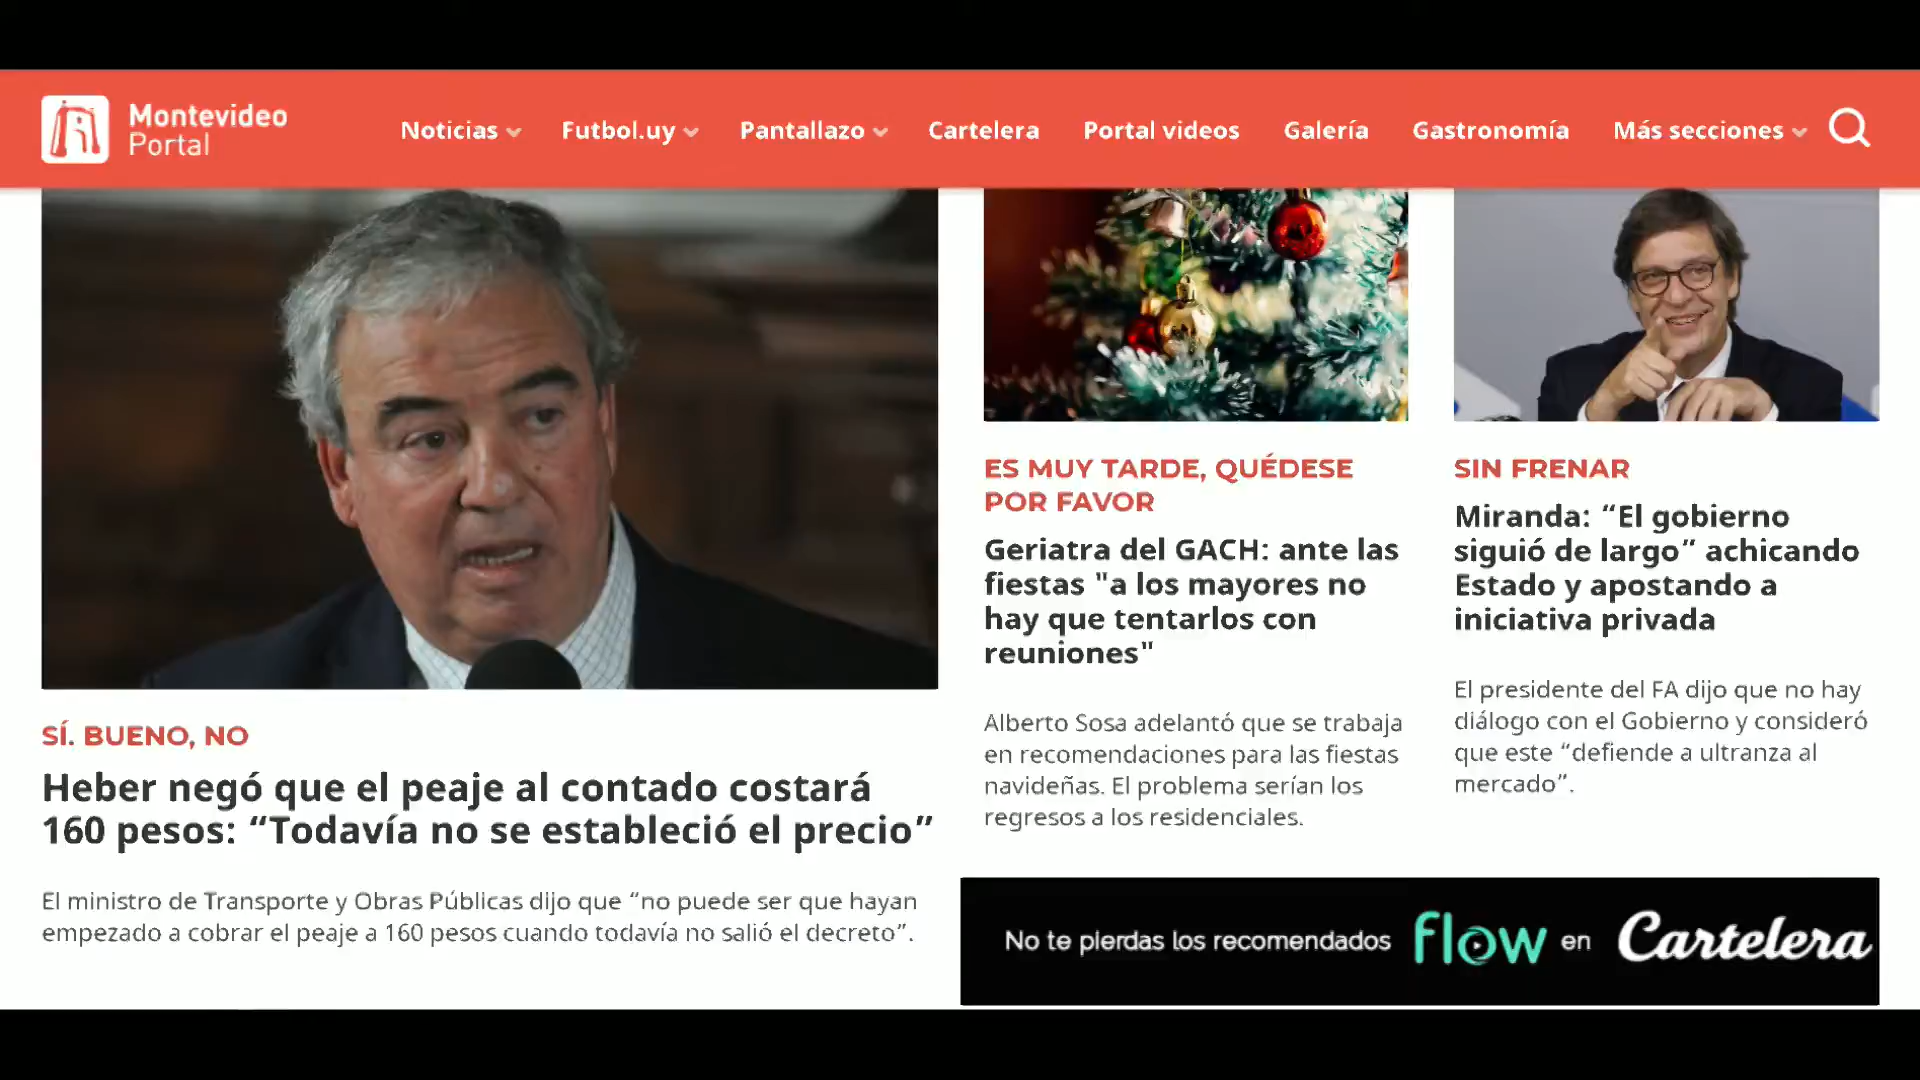 Montevideo
Portal
Noticias
Futbol.uy
Pantallazo
Cartelera
Portal videos
Galería
Gastronomía
Más secciones
SÍ. BUENO, NO
Heber negó que el peaje al contado costará
160 pesos: “Todavía no se estableció el precio”
El ministro de Transporte y Obras Públicas dijo que “no puede ser que hayan
empezado a cobrar el peaje a 160 pesos cuando todavía no salió el decreto”.
ES MUY TARDE, QUÉDESE
POR FAVOR
Geriatra del GACH: ante las
fiestas "a los mayores no
hay que tentarlos con
reuniones"
Alberto Sosa adelantó que se trabaja
en recomendaciones para las fiestas
navideñas. El problema serían los
regresos a los residenciales.
SIN FRENAR
Miranda: “El gobierno
siguió de largo” achicando
Estado y apostando a
iniciativa privada
El presidente del FA dijo que no hay
diálogo con el Gobierno y consideró
que este “defiende a ultranza al
mercado”.
No te pierdas los recomendados flow en Cartelera